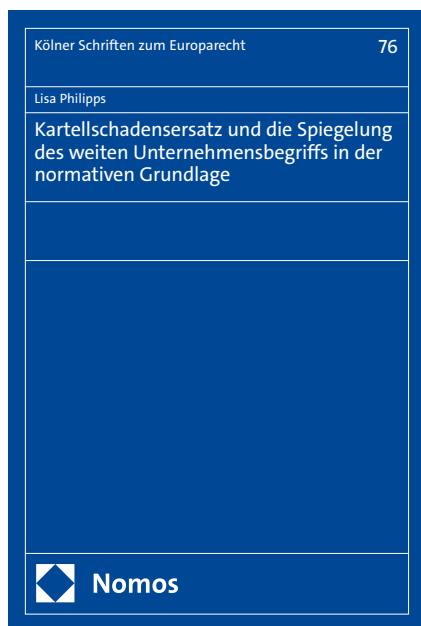 Kölner Schriften zum Europarecht 76
Lisa Philipps
Kartellschadensersatz und die Spiegelung
des weiten Unternehmensbegriffs in der
normativen Grundlage
Nomos